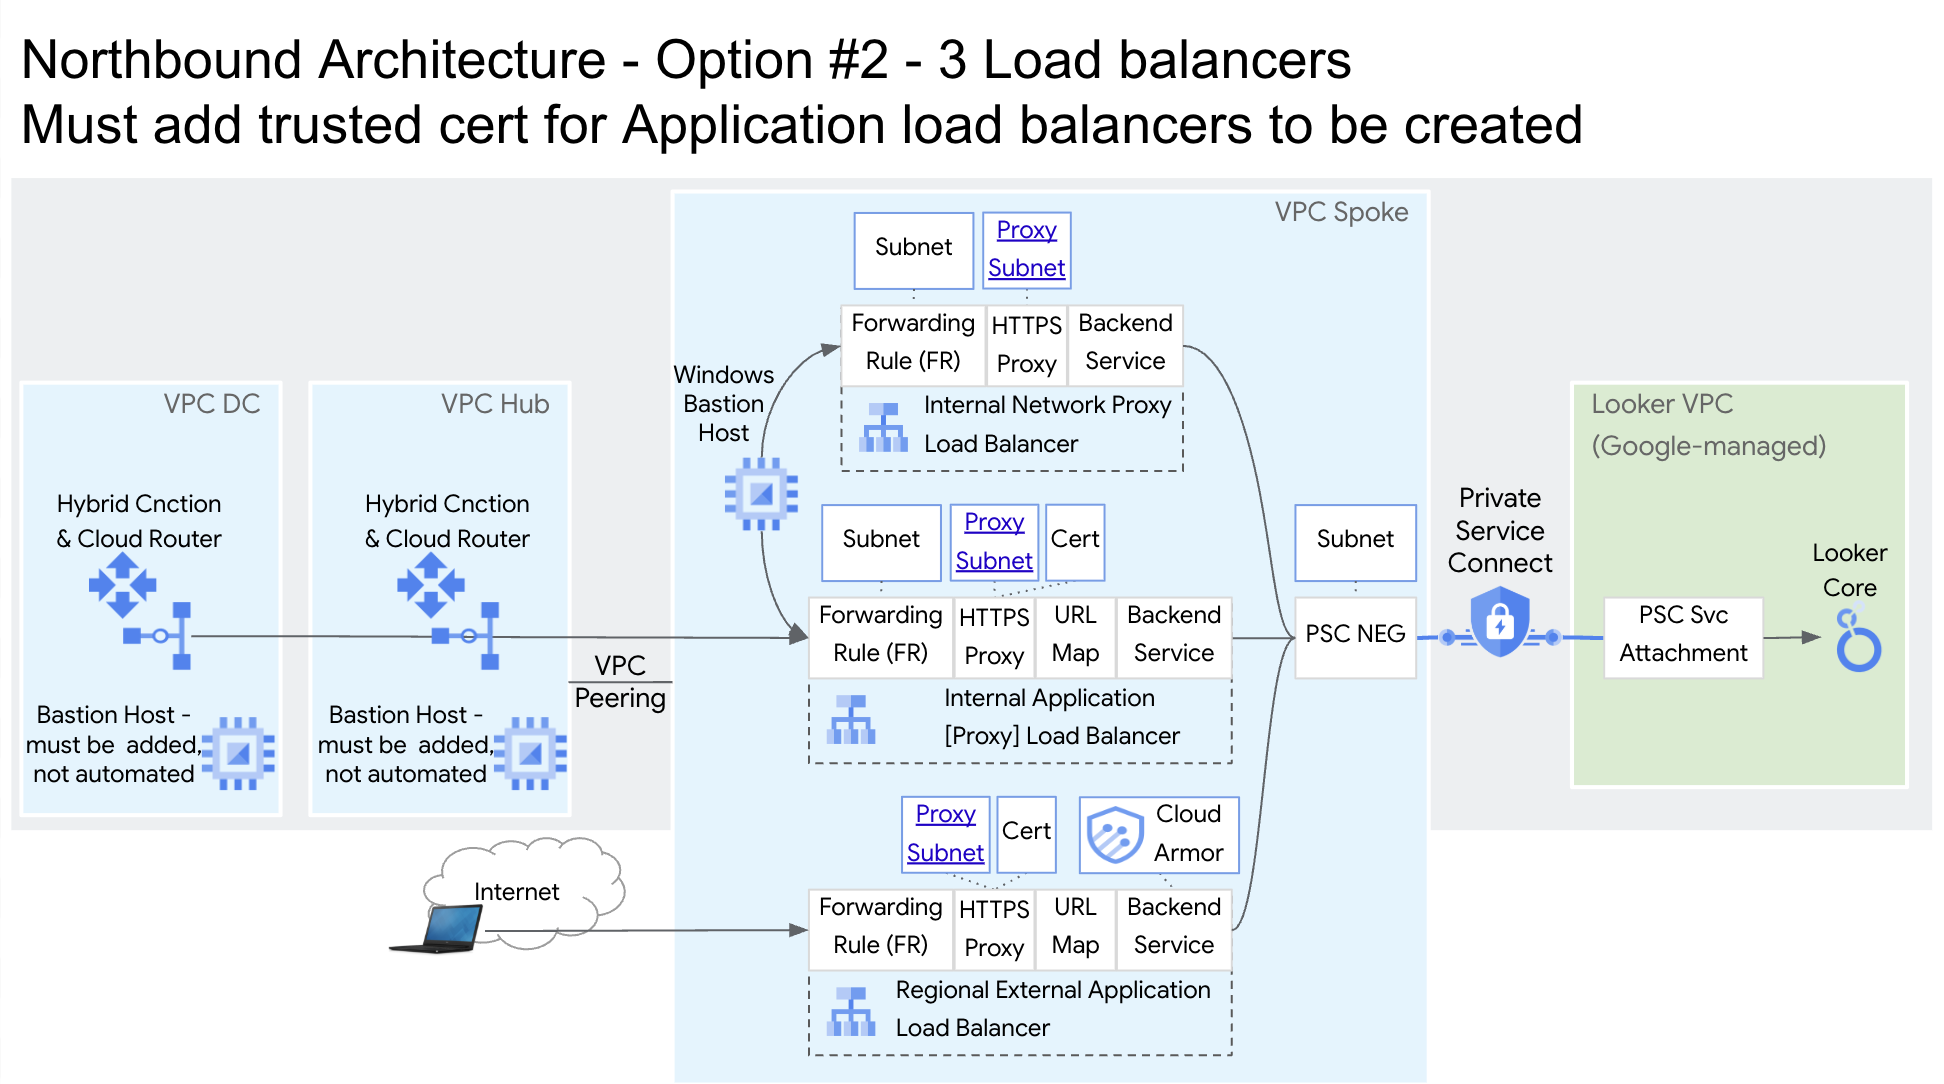 Northbound Architecture - Option #2 - 3 Load balancers
Must add trusted cert for Application load balancers to be created
VPC Spoke
Subnet
Proxy
Subnet
Forwarding
Rule (FR)
HTTPS
Proxy
Backend
Service
Internal Network Proxy
Load Balancer
Windows
Bastion
Host
VPC DC
Hybrid Cnction
& Cloud Router
Bastion Host -
must be  added,
not automated
VPC Hub
Hybrid Cnction
& Cloud Router
Bastion Host -
must be  added,
not automated
VPC
Peering
Subnet
Proxy
Subnet
Cert
Forwarding
Rule (FR)
HTTPS
Proxy
URL
Map
Backend
Service
Internal Application
[Proxy] Load Balancer
Subnet
PSC NEG
Private
Service
Connect
Looker VPC
(Google-managed)
PSC Svc
Attachment
Looker
Core
Internet
Proxy
Subnet
Cert
Cloud
Armor
Forwarding
Rule (FR)
HTTPS
Proxy
URL
Map
Backend
Service
Regional External Application
Load Balancer